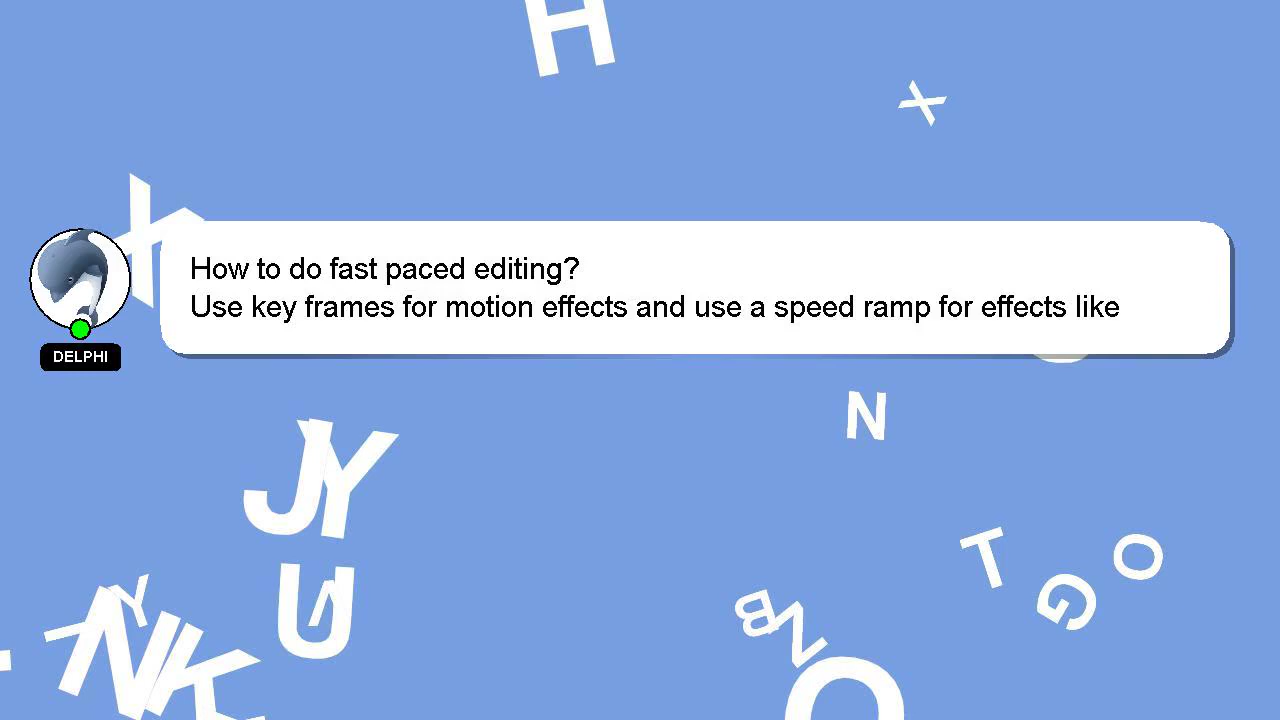 H
X
X
How to do fast paced editing?
Use key frames for motion effects and use a speed ramp for effects like
DELPHI
N
J
Y
T
O
G
U
Y
B
N
Z
K
O